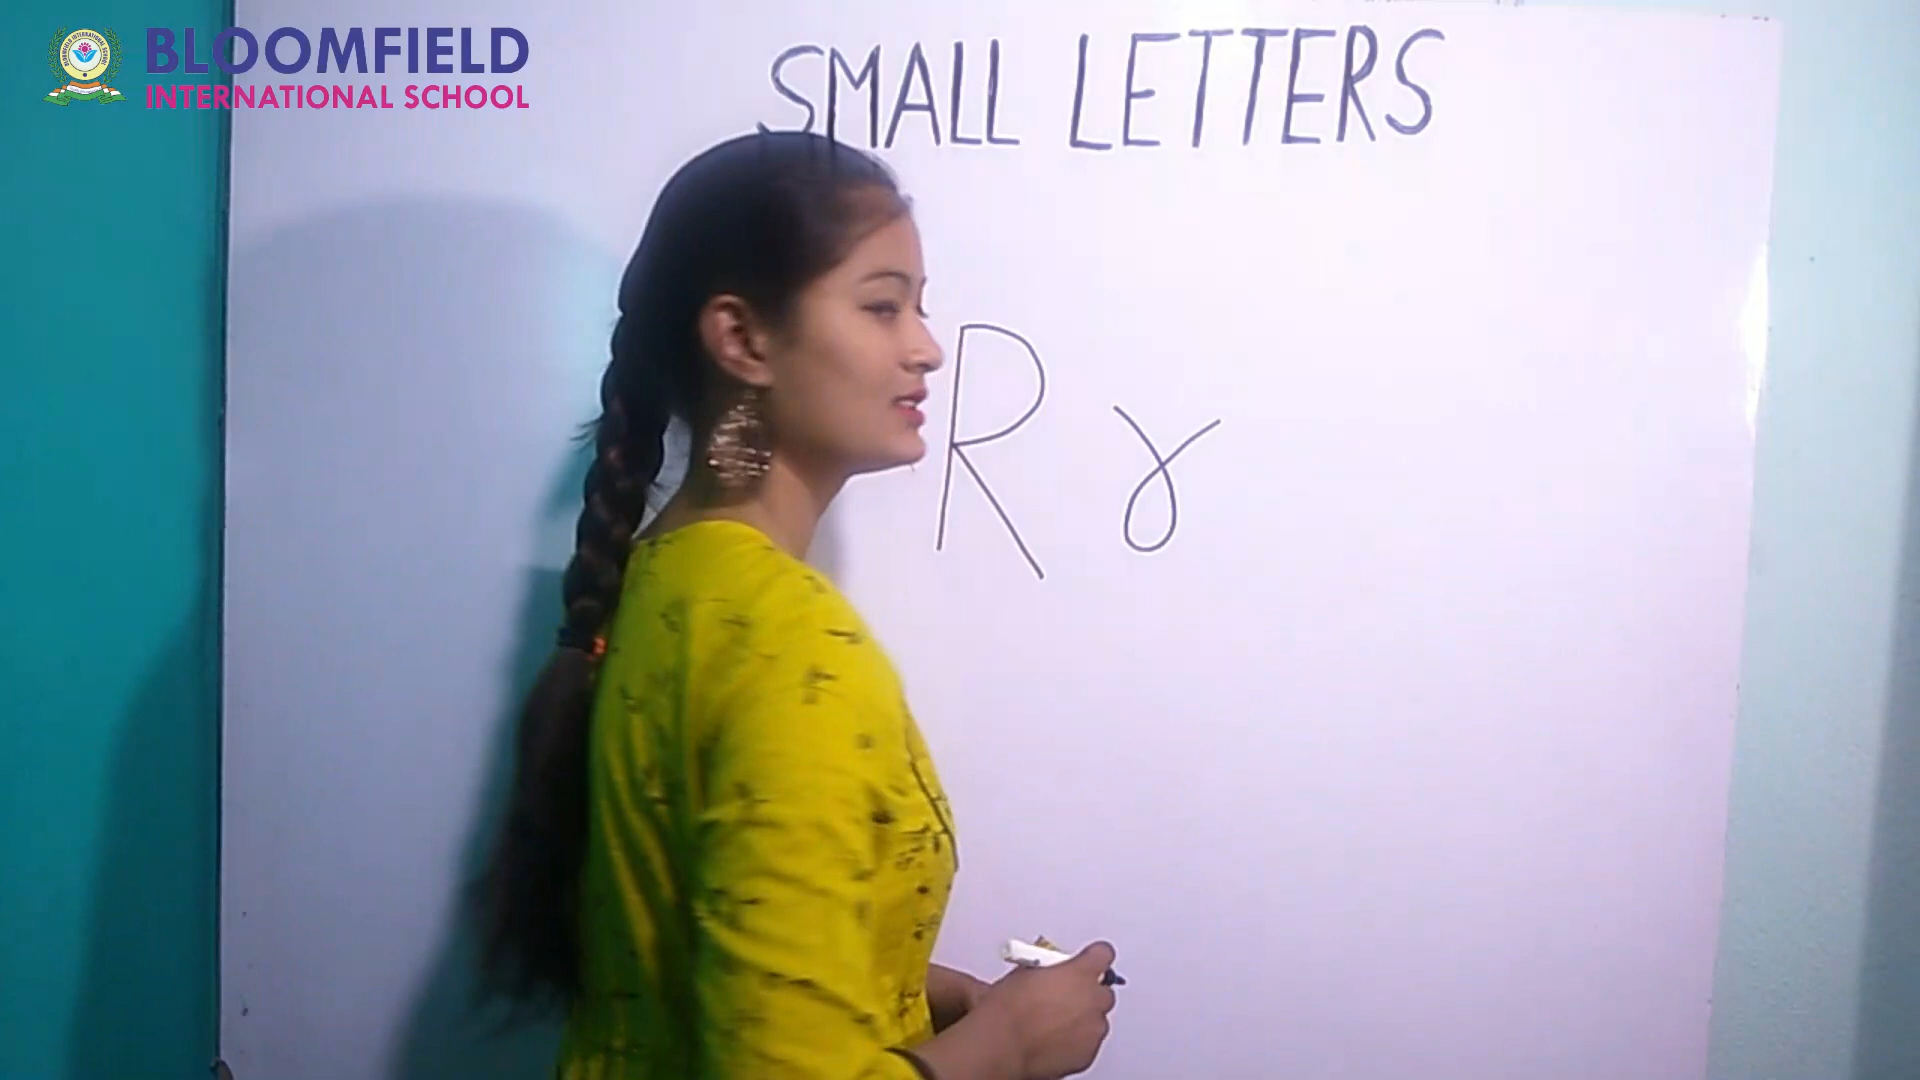 BLOOMFIELD
INTERNATIONAL SCHOOL
SMALL LETTERS
R r